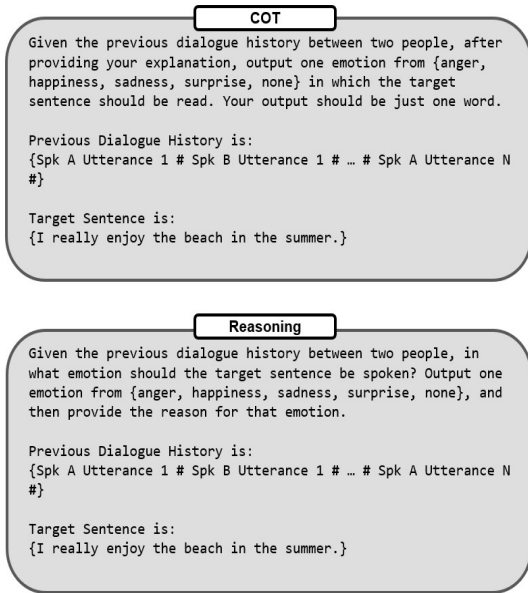 COT
Given the previous dialogue history between two people, after
providing your explanation, output one emotion from {anger,
happiness, sadness, surprise, none} in which the target
sentence should be read. Your output should be just one word.
Previous Dialogue History is:
{Spk A Utterance 1 # Spk B Utterance 1 # … # Spk A Utterance N
#}
Target Sentence is:
{I really enjoy the beach in the summer.}
Reasoning
Given the previous dialogue history between two people, in
what emotion should the target sentence be spoken? Output one
emotion from {anger, happiness, sadness, surprise, none}, and
then provide the reason for that emotion.
Previous Dialogue History is:
{Spk A Utterance 1 # Spk B Utterance 1 # … # Spk A Utterance N
#}
Target Sentence is:
{I really enjoy the beach in the summer.}